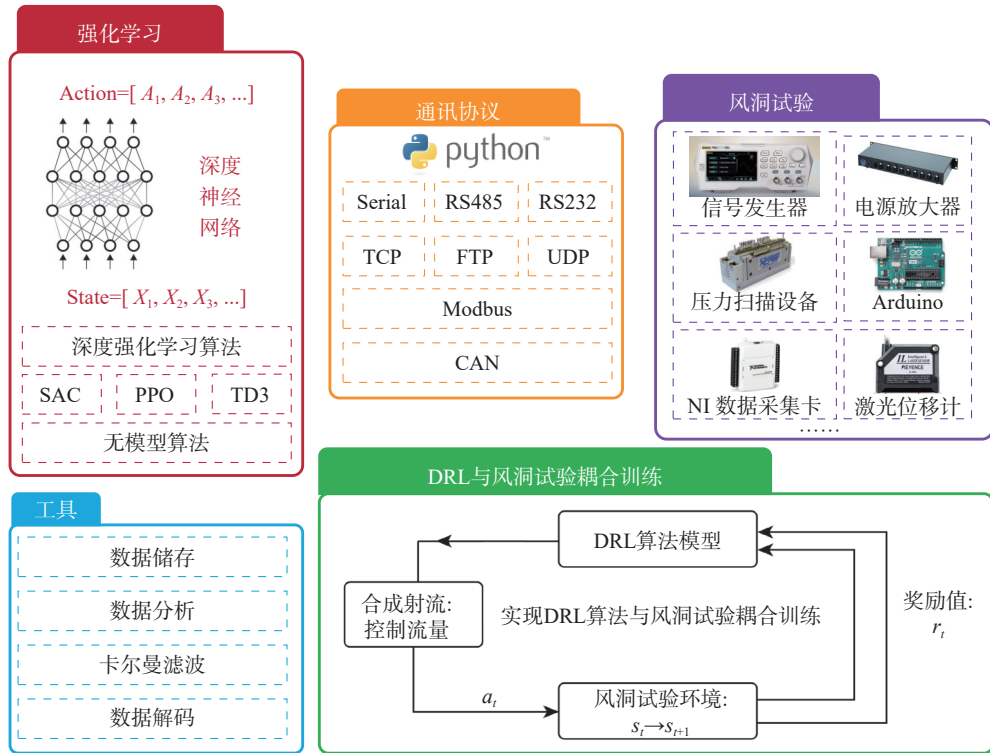 强化学习
Action=[ A₁, A₂, A₃, ...]
深度
神经
网络
State=[ X₁, X₂, X₃, ...]
深度强化学习算法
SAC
PPO
TD3
无模型算法
通讯协议
python™
Serial
RS485
RS232
TCP
FTP
UDP
Modbus
CAN
风洞试验
信号发生器
电源放大器
压力扫描设备
Arduino
IL
KEYENCE
NI 数据采集卡
激光位移计
......
工具
数据储存
数据分析
卡尔曼滤波
数据解码
DRL与风洞试验耦合训练
DRL算法模型
合成射流:
控制流量
实现DRL算法与风洞试验耦合训练
奖励值:
rₜ
aₜ
风洞试验环境:
sₜ→sₜ₊₁